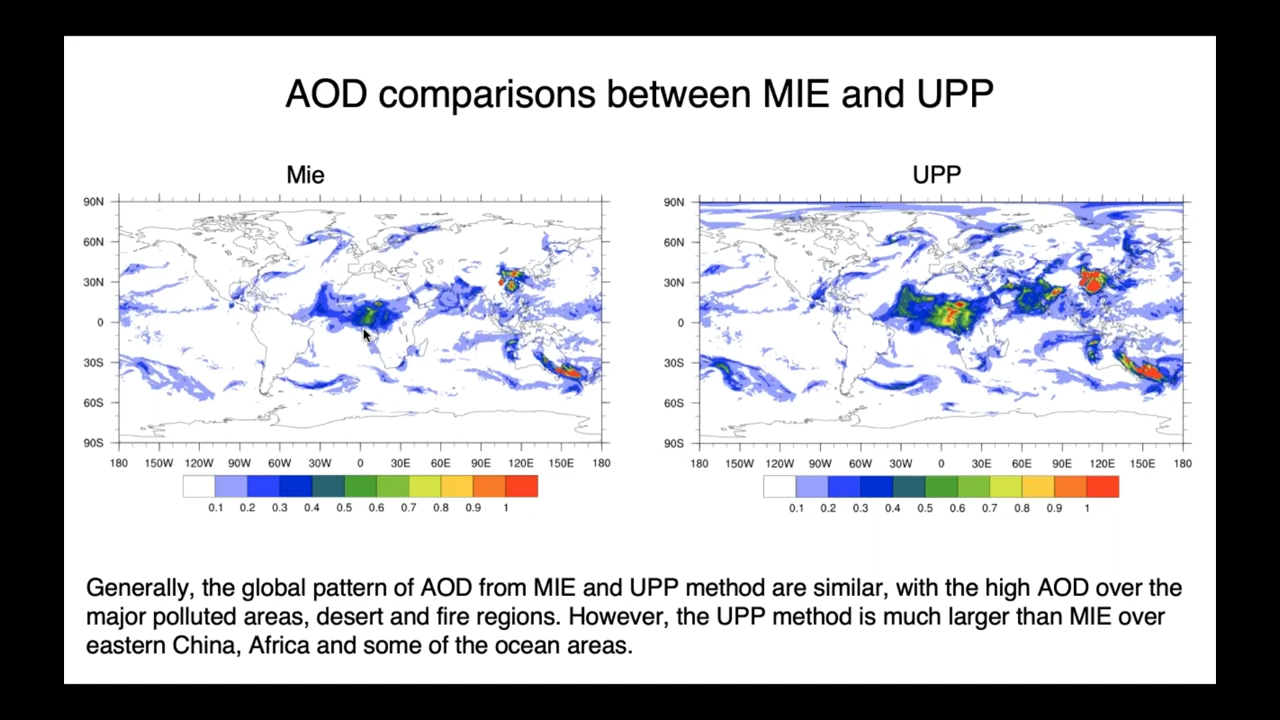 AOD comparisons between MIE and UPP
Mie
90N
60N
30N
0
30S
60S
90S
180 150W 120W 90W 60W 30W 0 30E 60E 90E 120E 150E 180
0.1 0.2 0.3 0.4 0.5 0.6 0.7 0.8 0.9 1
UPP
90N
60N
30N
0
30S
60S
90S
180 150W 120W 90W 60W 30W 0 30E 60E 90E 120E 150E 180
0.1 0.2 0.3 0.4 0.5 0.6 0.7 0.8 0.9 1
Generally, the global pattern of AOD from MIE and UPP method are similar, with the high AOD over the
major polluted areas, desert and fire regions. However, the UPP method is much larger than MIE over
eastern China, Africa and some of the ocean areas.